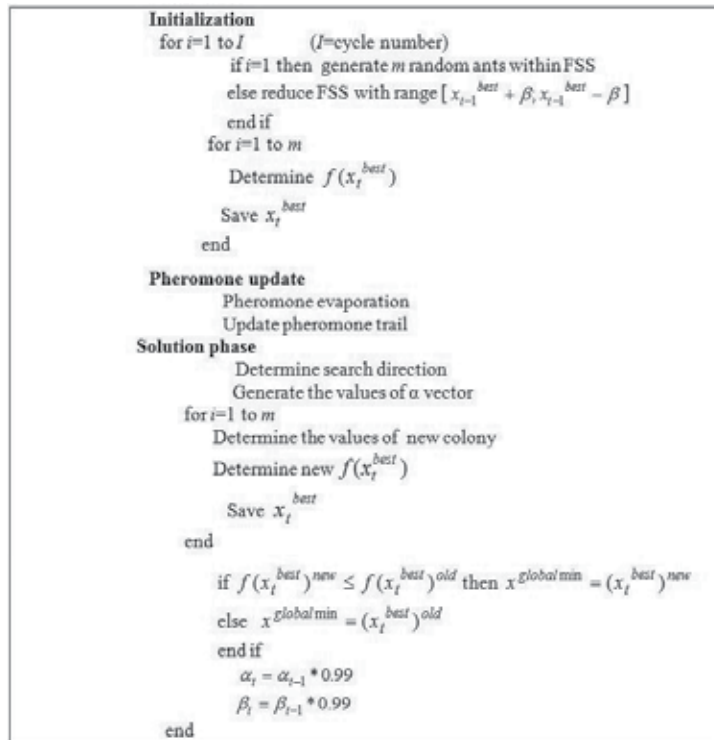 Initialization
for i=1 to I (I=cycle number)
if i=1 then generate m random ants within FSS
else reduce FSS with range [ x_{t-1}^{best} + β, x_{t-1}^{best} − β ]
end if
for i=1 to m
Determine f(x_t^{best})
Save x_t^{best}
end
Pheromone update
Pheromone evaporation
Update pheromone trail
Solution phase
Determine search direction
Generate the values of α vector
for i=1 to m
Determine the values of new colony
Determine new f(x_t^{best})
Save x_t^{best}
end
if f(x_t^{best})^{new} ≤ f(x_t^{best})^{old} then x^{global min} = (x_t^{best})^{new}
else x^{global min} = (x_t^{best})^{old}
end if
α_t = α_{t-1} * 0.99
β_t = β_{t-1} * 0.99
end